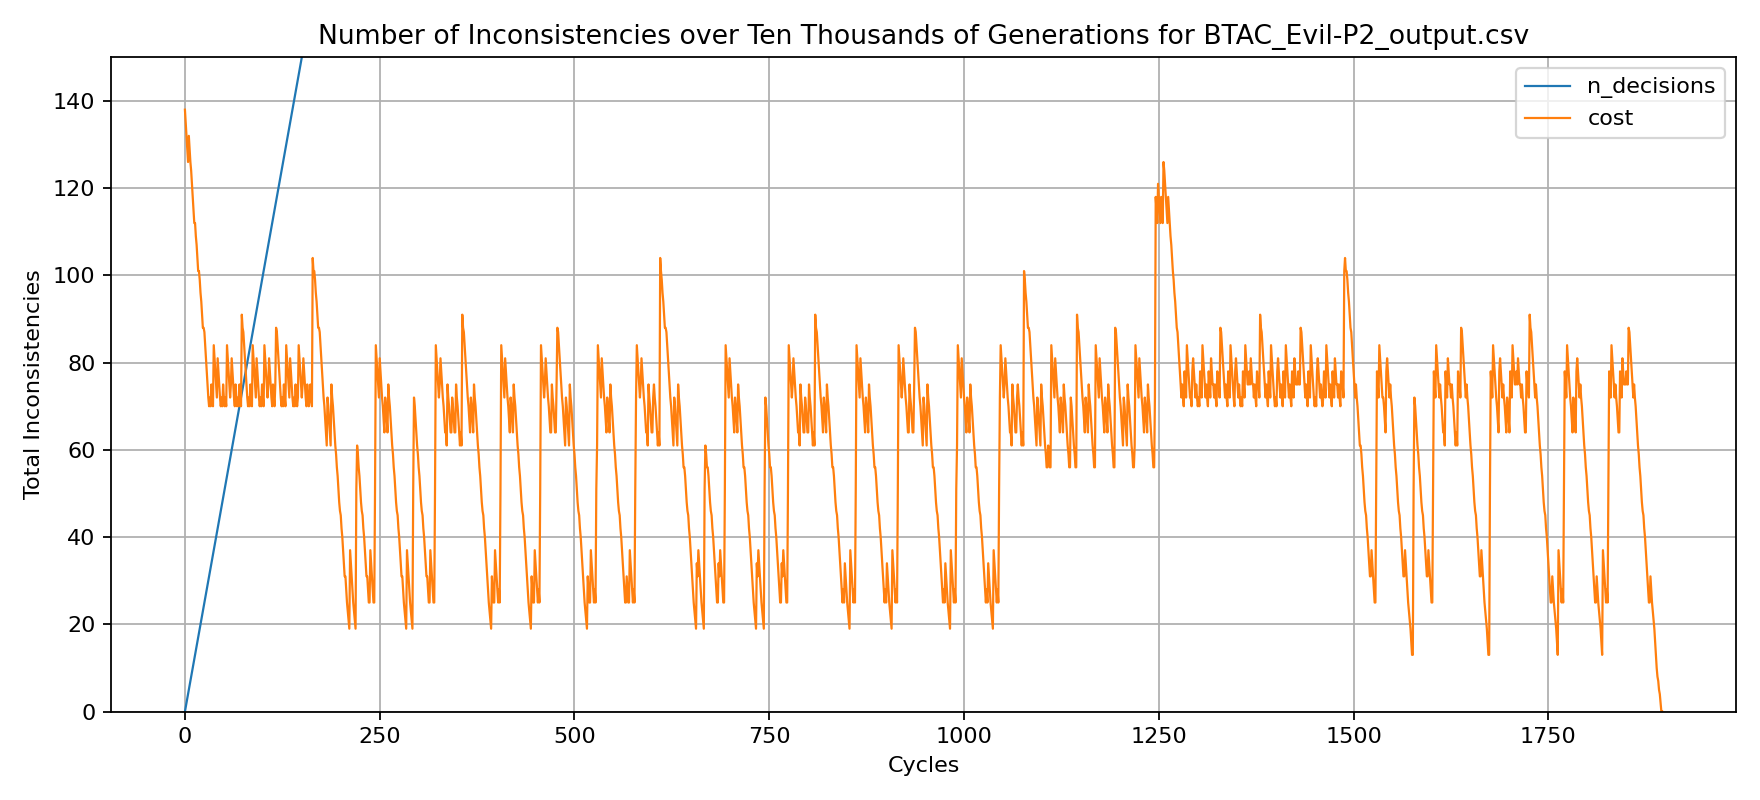 Number of Inconsistencies over Ten Thousands of Generations for BTAC_Evil-P2_output.csv
n_decisions
cost
Total Inconsistencies
140
120
100
80
60
40
20
0
0 250 500 750 1000 1250 1500 1750
Cycles